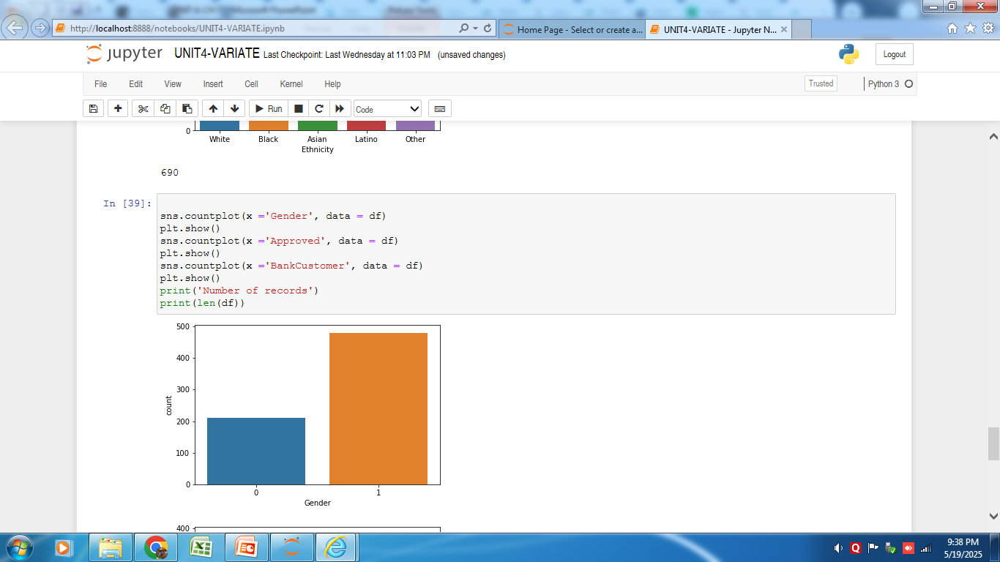 http://localhost:8888/notebooks/UNIT4-VARIATE.ipynb
Home Page - Select or create a...
UNIT4-VARIATE - Jupyter N...
jupyter UNIT4-VARIATE Last Checkpoint: Last Wednesday at 11:03 PM (unsaved changes)
Logout
File Edit View Insert Cell Kernel Help
Trusted
Python 3
Run
Code
0
White Black Asian Latino Other
Ethnicity
690
In [39]:
sns.countplot(x ='Gender', data = df)
plt.show()
sns.countplot(x ='Approved', data = df)
plt.show()
sns.countplot(x ='BankCustomer', data = df)
plt.show()
print('Number of records')
print(len(df))
500
400
300
200
100
0
count
0 1
Gender
400
9:38 PM
5/19/2025